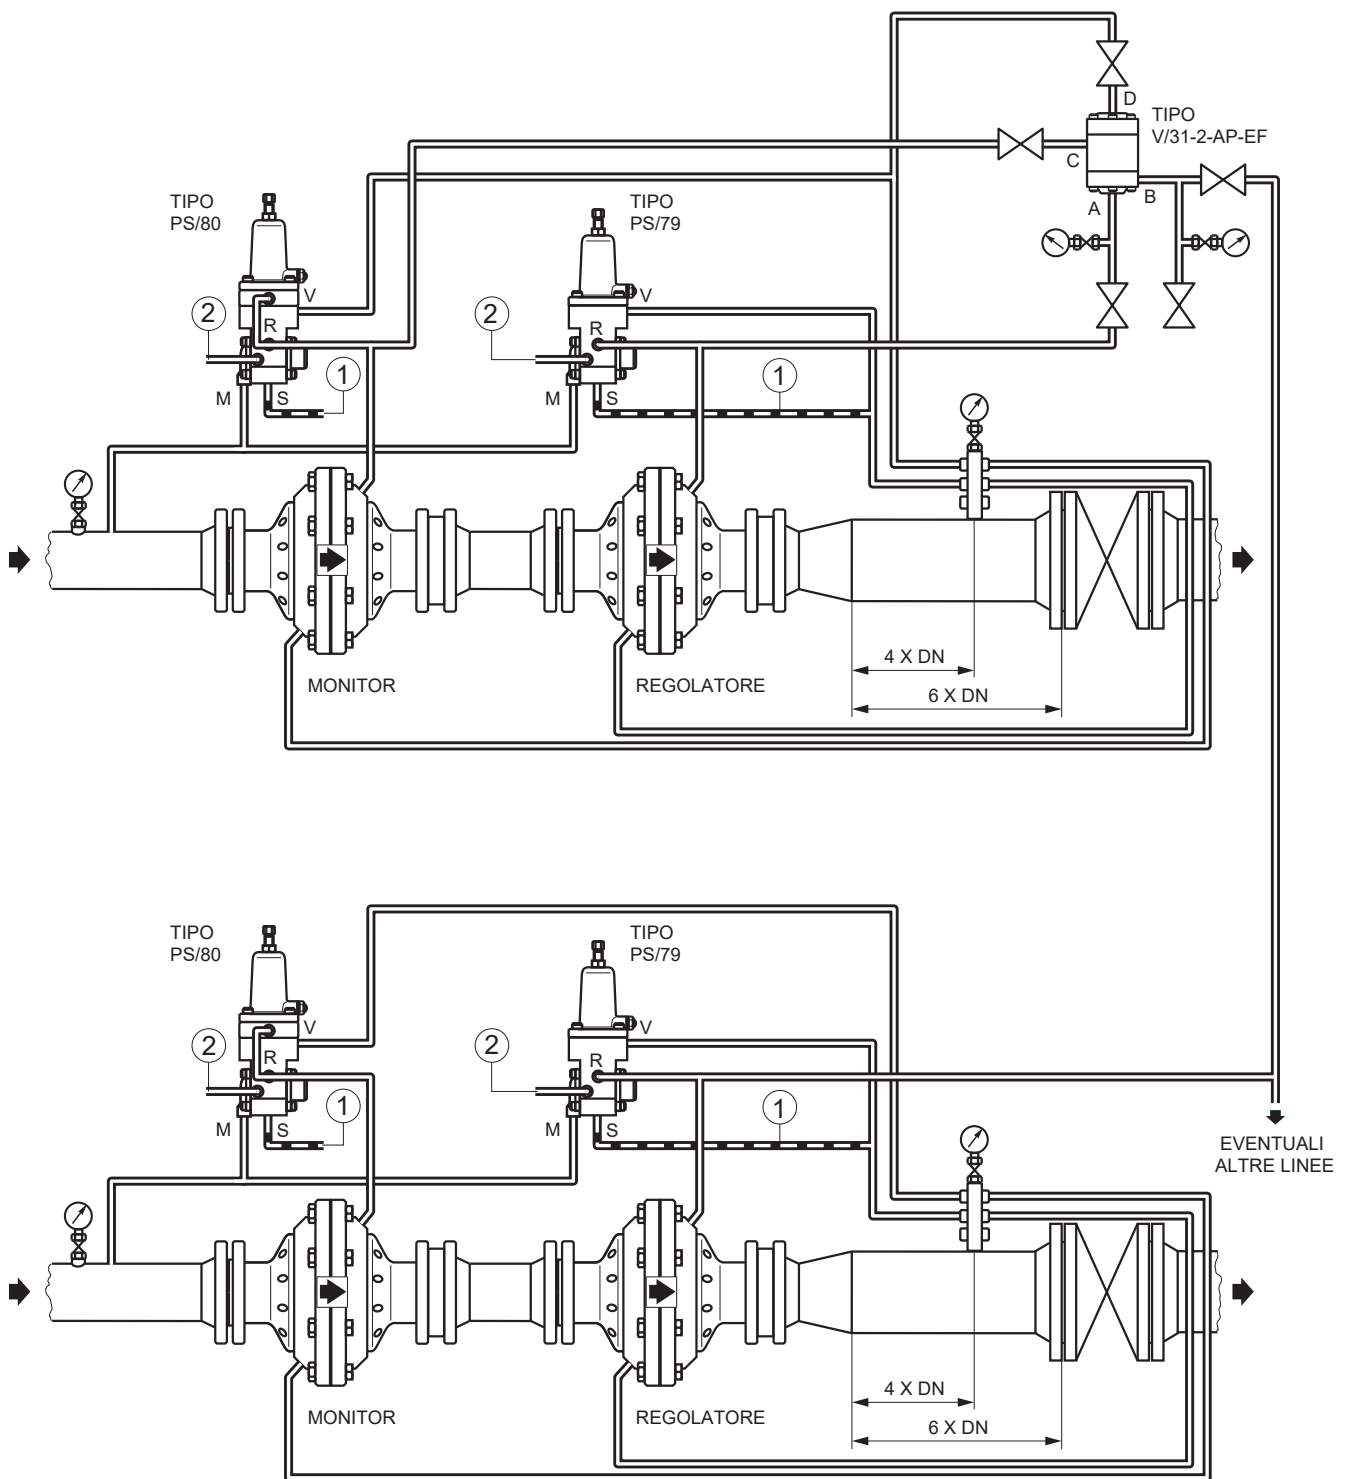 D
TIPO
V/31-2-AP-EF
C
B
A
TIPO
PS/80
TIPO
PS/79
V
V
2
2
R
R
1
1
M
S
M
S
4 X DN
6 X DN
MONITOR
REGOLATORE
TIPO
PS/80
TIPO
PS/79
V
V
2
2
R
R
1
1
M
S
M
S
EVENTUALI
ALTRE LINEE
4 X DN
6 X DN
MONITOR
REGOLATORE